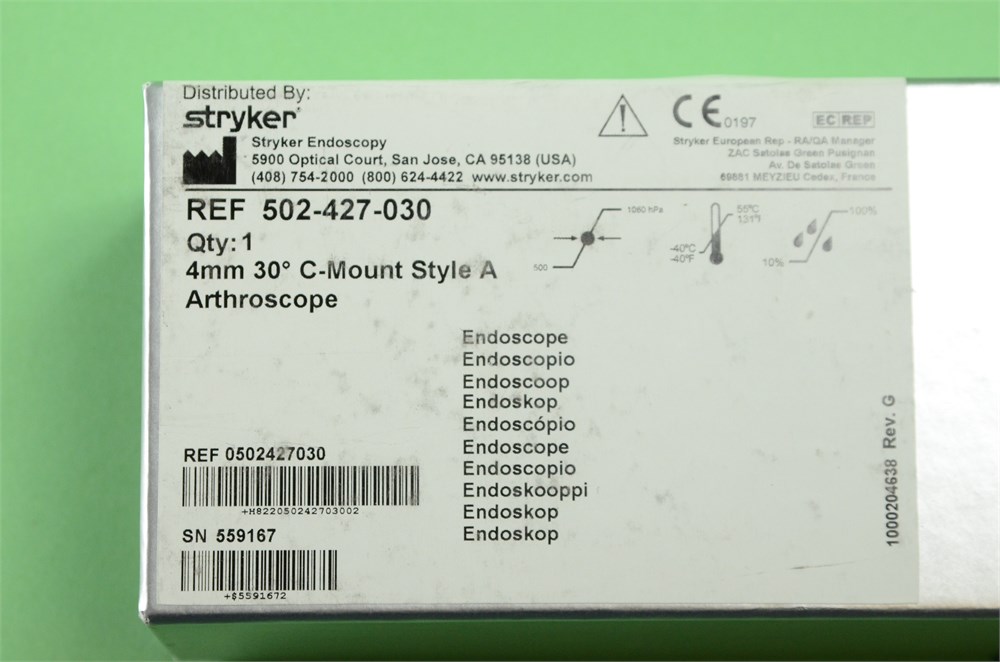 Distributed By:
stryker
Stryker Endoscopy
5900 Optical Court, San Jose, CA 95138 (USA)
(408) 754-2000 (800) 624-4422 www.stryker.com
CE 0197
EC REP
Stryker European Rep - RA/QA Manager
ZAC Satolas Green Pusignan
Av. De Satolas Green
69881 MEYZIEU Cedex, France
REF 502-427-030
Qty: 1
4mm 30° C-Mount Style A
Arthroscope
1060 hPa
500
55°C
131°F
-40°C
-40°F
100%
10%
Endoscope
Endoscopio
Endoscoop
Endoskop
Endoscópio
Endoscope
Endoscopio
Endoskooppi
Endoskop
Endoskop
REF 0502427030
+H822050242703002
SN 559167
+$5591672
1000204638 Rev. G